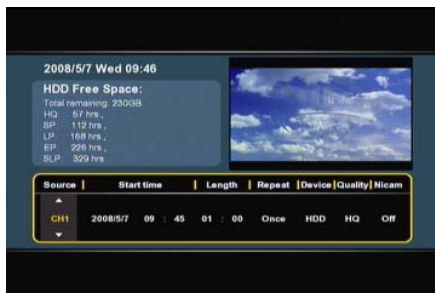 2008/5/7 Wed 09:46
HDD Free Space:
Total remaining: 230GB
HQ: 57 hrs.,
SP: 112 hrs.,
LP: 168 hrs.,
EP: 226 hrs.,
SLP: 329 hrs
Source | Start time | Length | Repeat | Device | Quality | Nicam
CH1 2008/5/7 09 : 45 01 : 00 Once HDD HQ Off